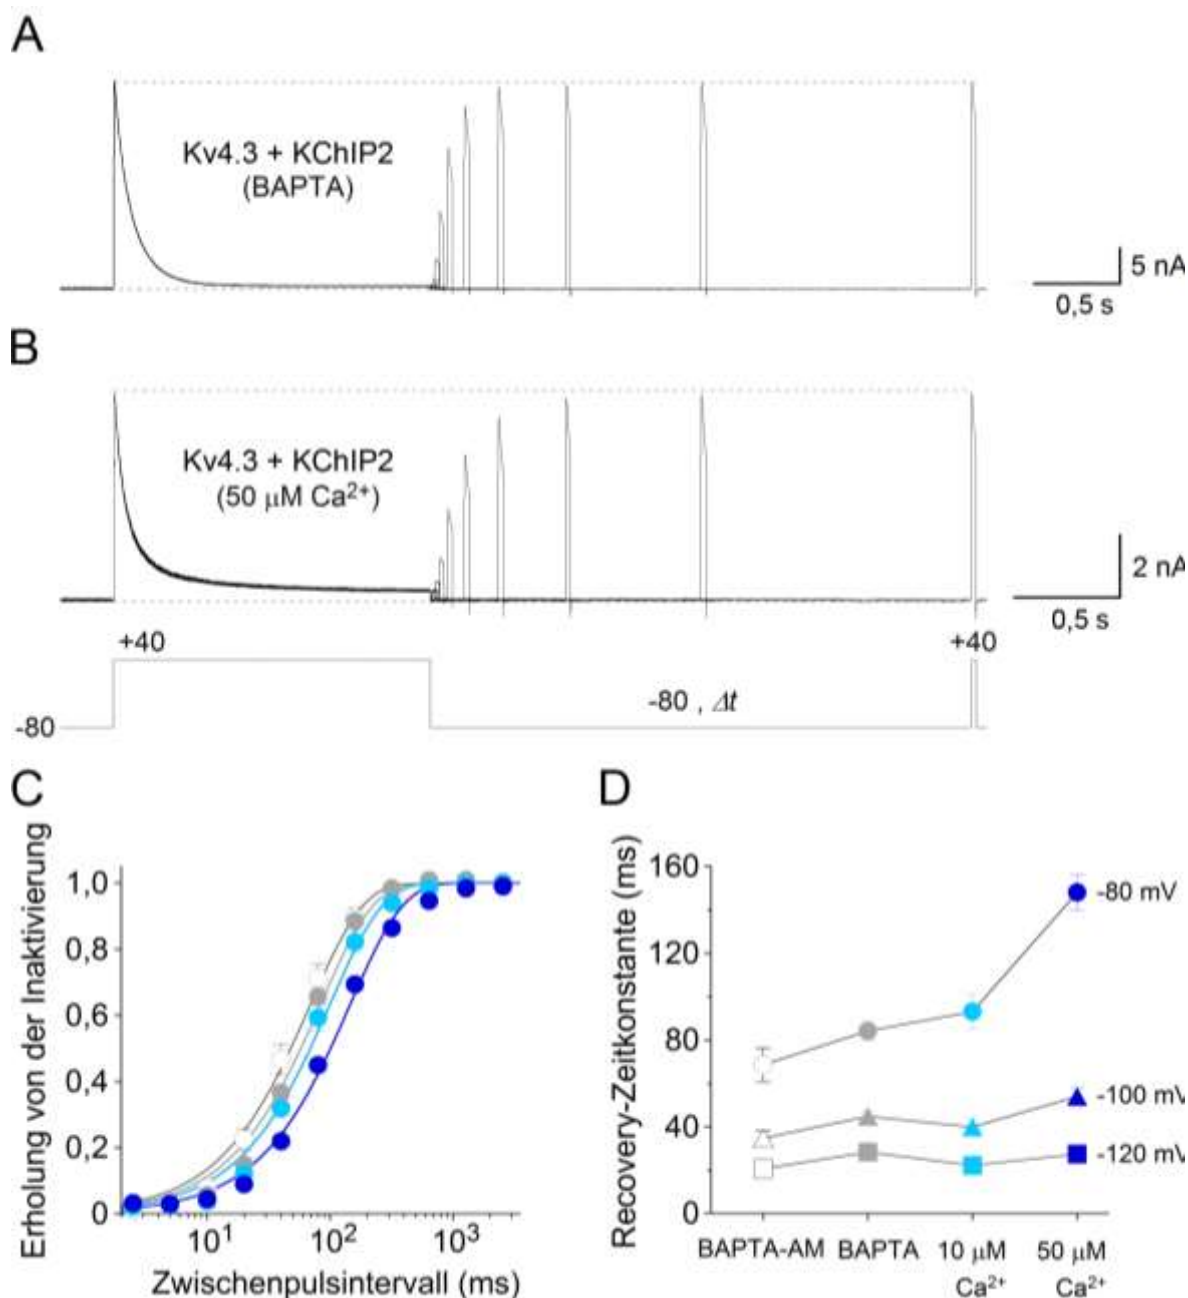 A
Kv4.3 + KChIP2
(BAPTA)
5 nA
0,5 s
B
Kv4.3 + KChIP2
(50 μM Ca²⁺)
2 nA
0,5 s
+40
+40
-80
-80 , Δt
C
Erholung von der Inaktivierung
1,0
0,8
0,6
0,4
0,2
0
10¹
10²
10³
Zwischenpulsintervall (ms)
D
Recovery-Zeitkonstante (ms)
160
120
80
40
0
-80 mV
-100 mV
-120 mV
BAPTA-AM
BAPTA
10 μM
Ca²⁺
50 μM
Ca²⁺